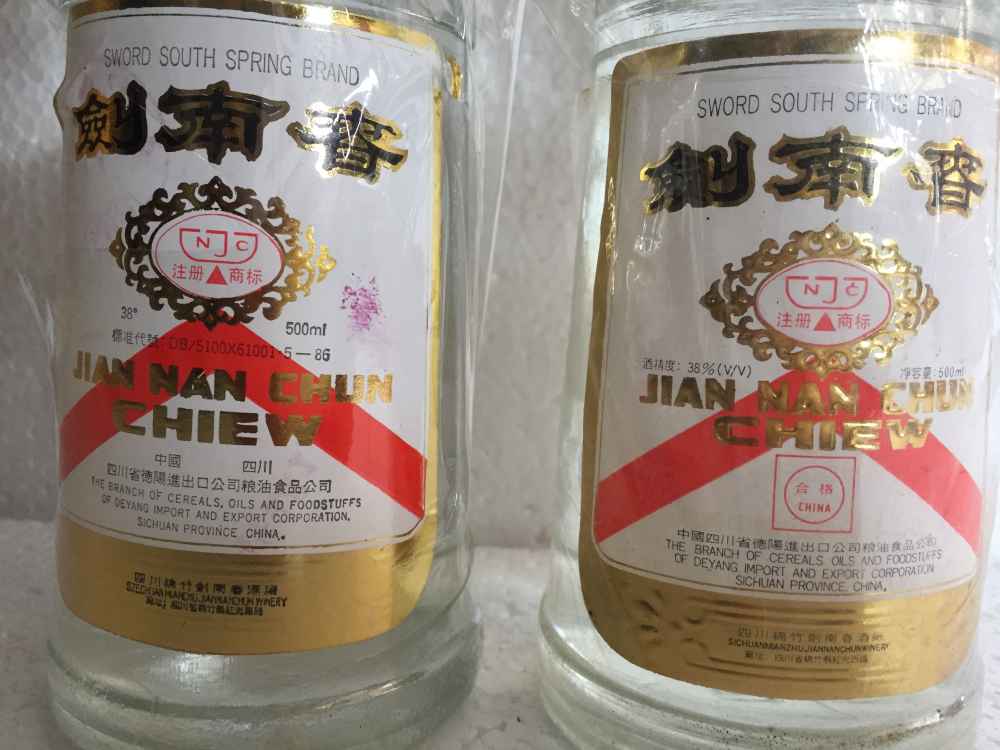 SWORD SOUTH SPRING BRAND
劍南春
NJC
注册 商标
38°
500ml
標准代號:DB/5100X61001·5—86
JIAN NAN CHUN
CHIEW
中國 四川
四川省德陽進出口公司粮油食品公司
THE BRANCH OF CEREALS, OILS AND FOODSTUFFS
OF DEYANG IMPORT AND EXPORT CORPORATION.
SICHUAN PROVINCE CHINA.
四川綿竹劍南春酒廠
SWORD SOUTH SPRING BRAND
劍南春
NJC
注册 商标
酒精度: 38%(V/V)
净容量:500ml
JIAN NAN CHUN
CHIEW
合格
CHINA
中國四川省德陽進出口公司粮油食品公司
THE BRANCH OF CEREALS OILS AND FOODSTUFFS
OF DEYANG IMPORT AND EXPORT CORPORATION
SICHUAN PROVINCE, CHINA.
四川綿竹劍南春酒廠
SICHUANMIANZHUJIANNANCHUNWINERY